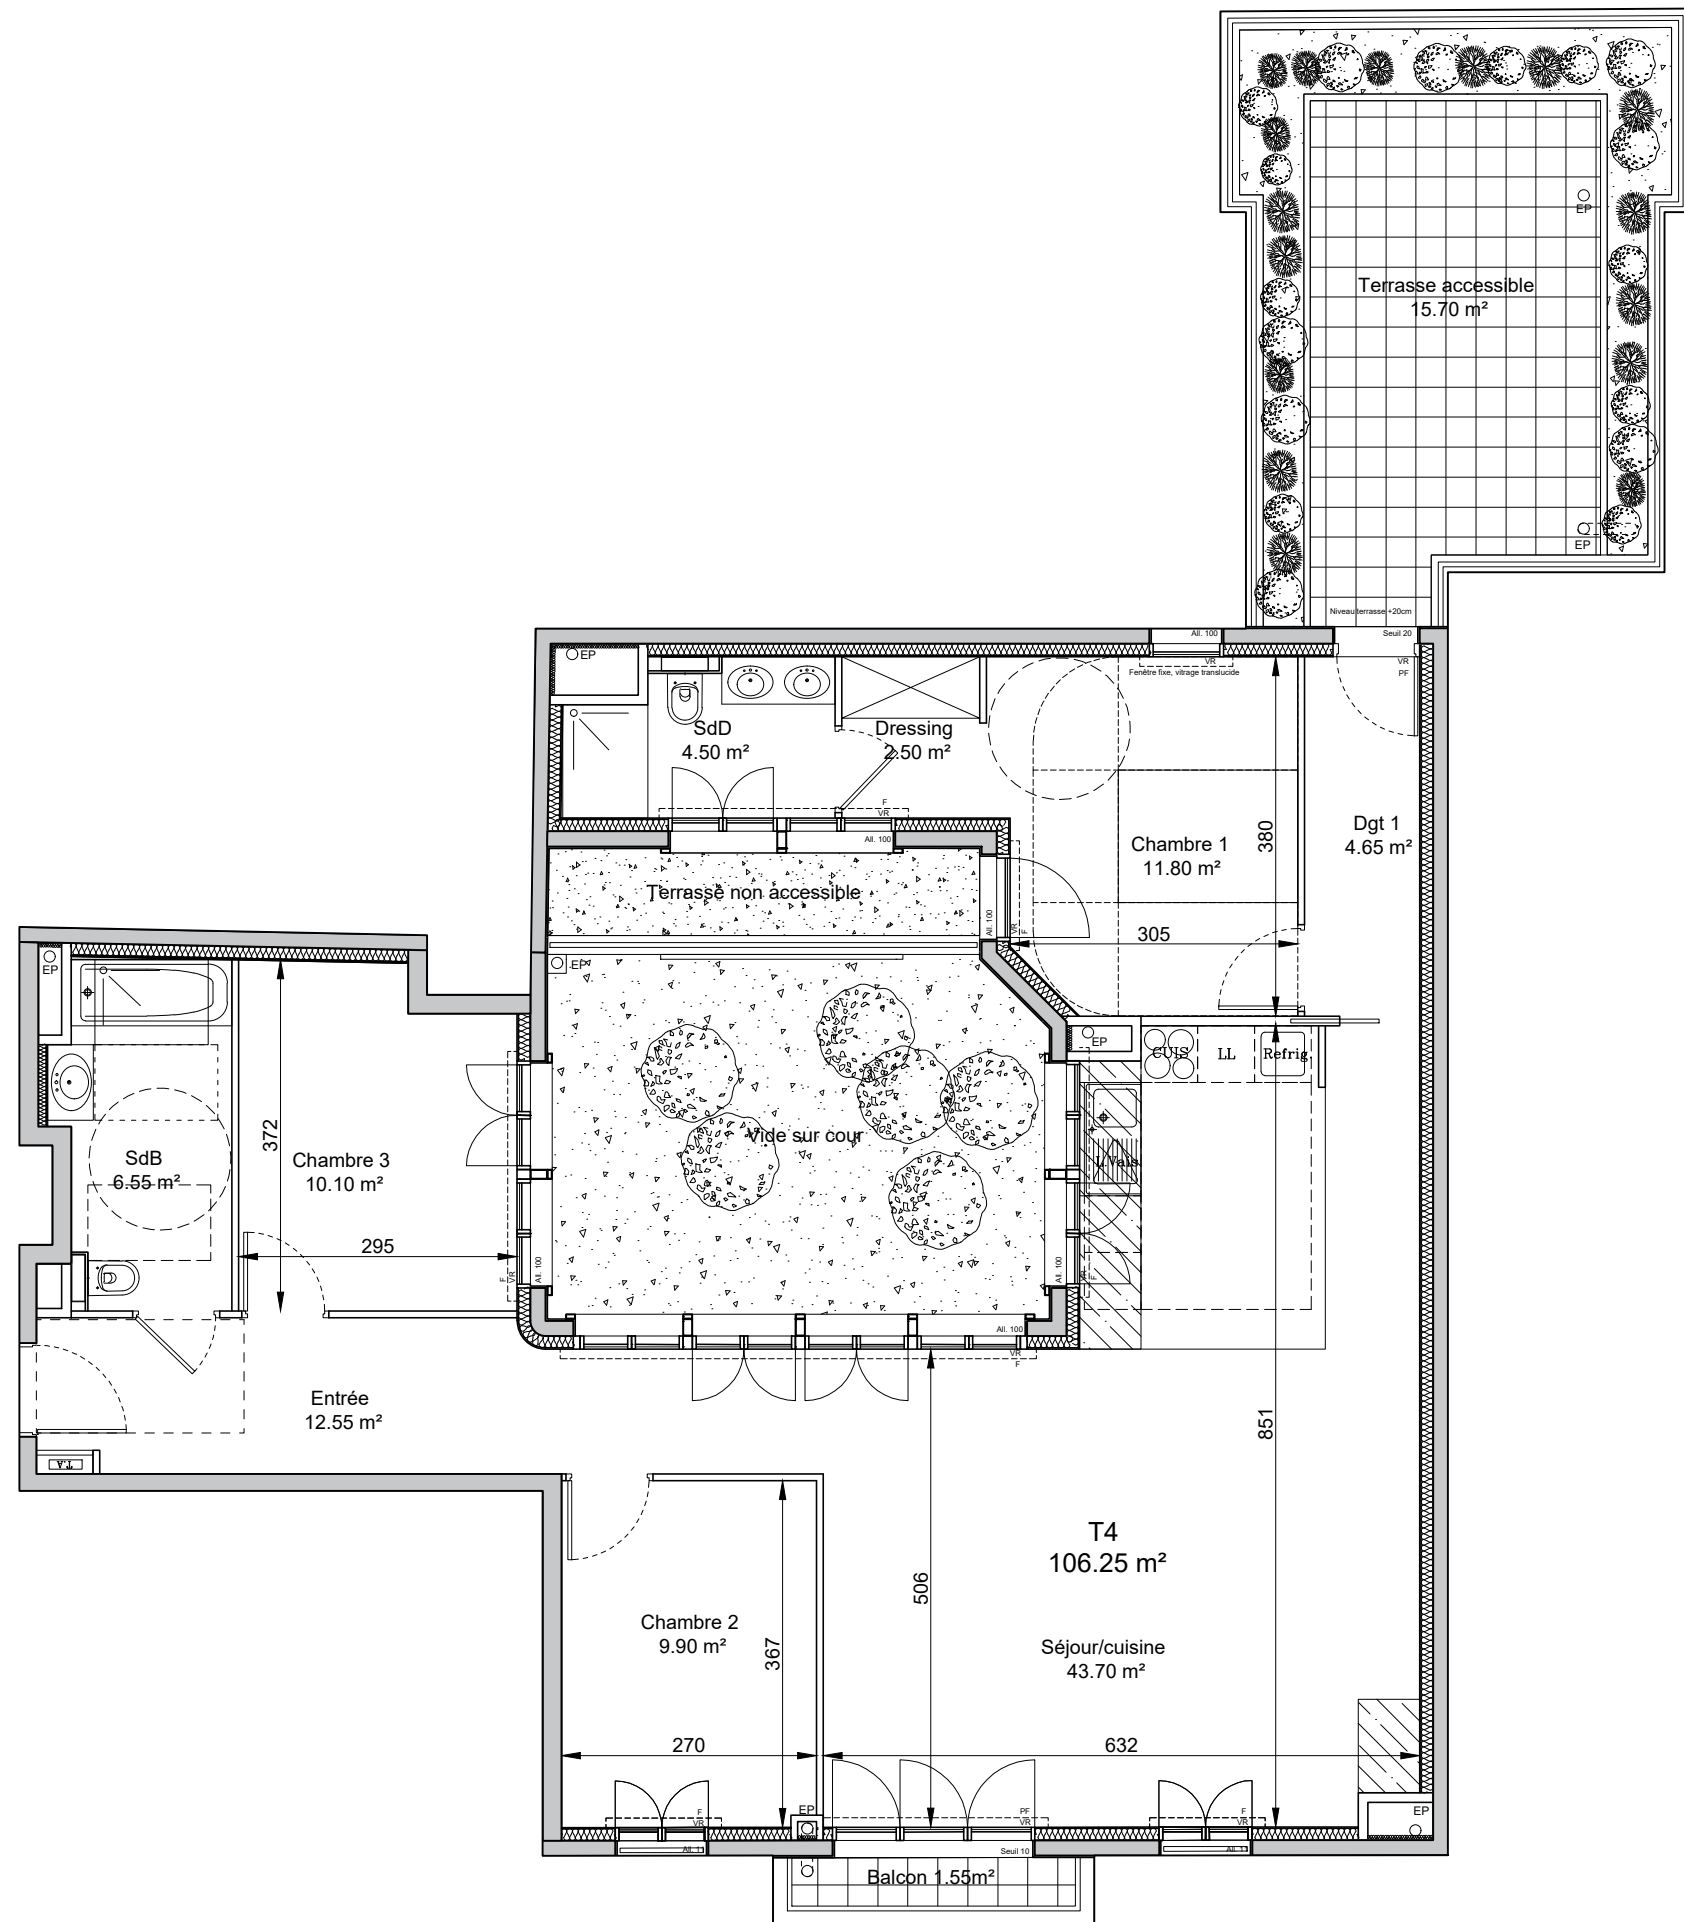 EP
Terrasse accessible
15.70 m²
EP
Niveau terrasse +20cm
All. 100
Seuil 20
VR
VR
PF
Fenêtre fixe, vitrage translucide
EP
SdD
4.50 m²
Dressing
2.50 m²
F
VR
All. 100
Chambre 1
11.80 m²
380
Dgt 1
4.65 m²
Terrasse non accessible
All. 100
VR
F
305
EP
EP
EP
CUIS
LL
Refrig
372
SdB
6.55 m²
Chambre 3
10.10 m²
Vide sur cour
L.Vais
295
F
VR
All. 100
All. 100
VR
F
All. 100
VR
F
Entrée
12.55 m²
T.A
851
T4
106.25 m²
506
Chambre 2
9.90 m²
367
Séjour/cuisine
43.70 m²
270
632
F
VR
EP
PF
VR
F
VR
EP
All. 11
Seuil 10
All. 11
Balcon 1.55m²